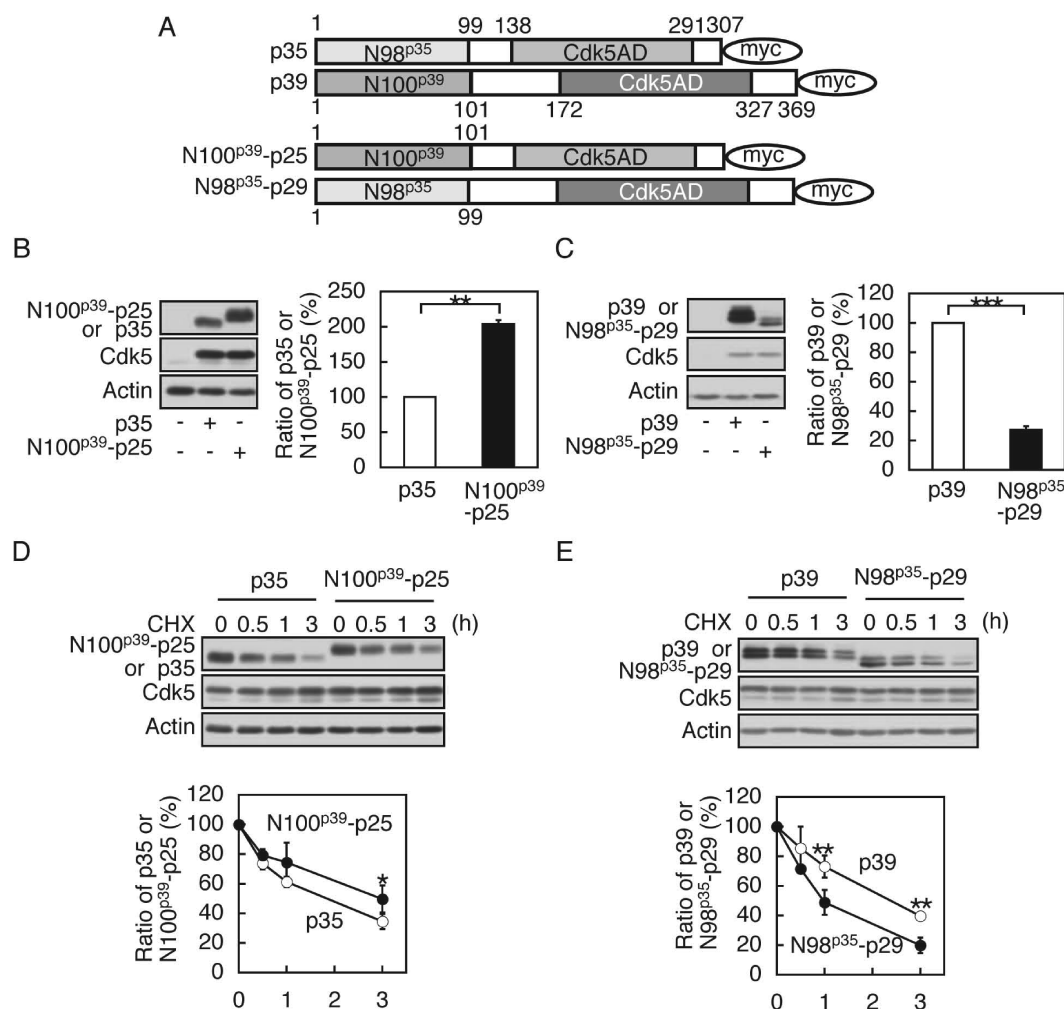 A
1 99 138 291 307
p35 N98p35 Cdk5AD myc
p39 N100p39 Cdk5AD myc
1 101 172 327 369
1 101
N100p39-p25 N100p39 Cdk5AD myc
N98p35-p29 N98p35 Cdk5AD myc
1 99
B
N100p39-p25
or p35
Cdk5
Actin
p35 - + -
N100p39-p25 - - +
Ratio of p35 or
N100p39-p25 (%)
250
200
150
100
50
0
**
p35 N100p39
-p25
C
p39 or
N98p35-p29
Cdk5
Actin
p39 - + -
N98p35-p29 - - +
Ratio of p39 or
N98p35-p29 (%)
120
100
80
60
40
20
0
***
p39 N98p35
-p29
D
p35 N100p39-p25
CHX 0 0.5 1 3 0 0.5 1 3 (h)
N100p39-p25
or p35
Cdk5
Actin
Ratio of p35 or
N100p39-p25 (%)
120
100
80
60
40
20
0
N100p39-p25
*
p35
0 1 2 3
E
p39 N98p35-p29
CHX 0 0.5 1 3 0 0.5 1 3 (h)
p39 or
N98p35-p29
Cdk5
Actin
Ratio of p39 or
N98p35-p29 (%)
120
100
80
60
40
20
0
**
p39
**
N98p35-p29
0 1 2 3